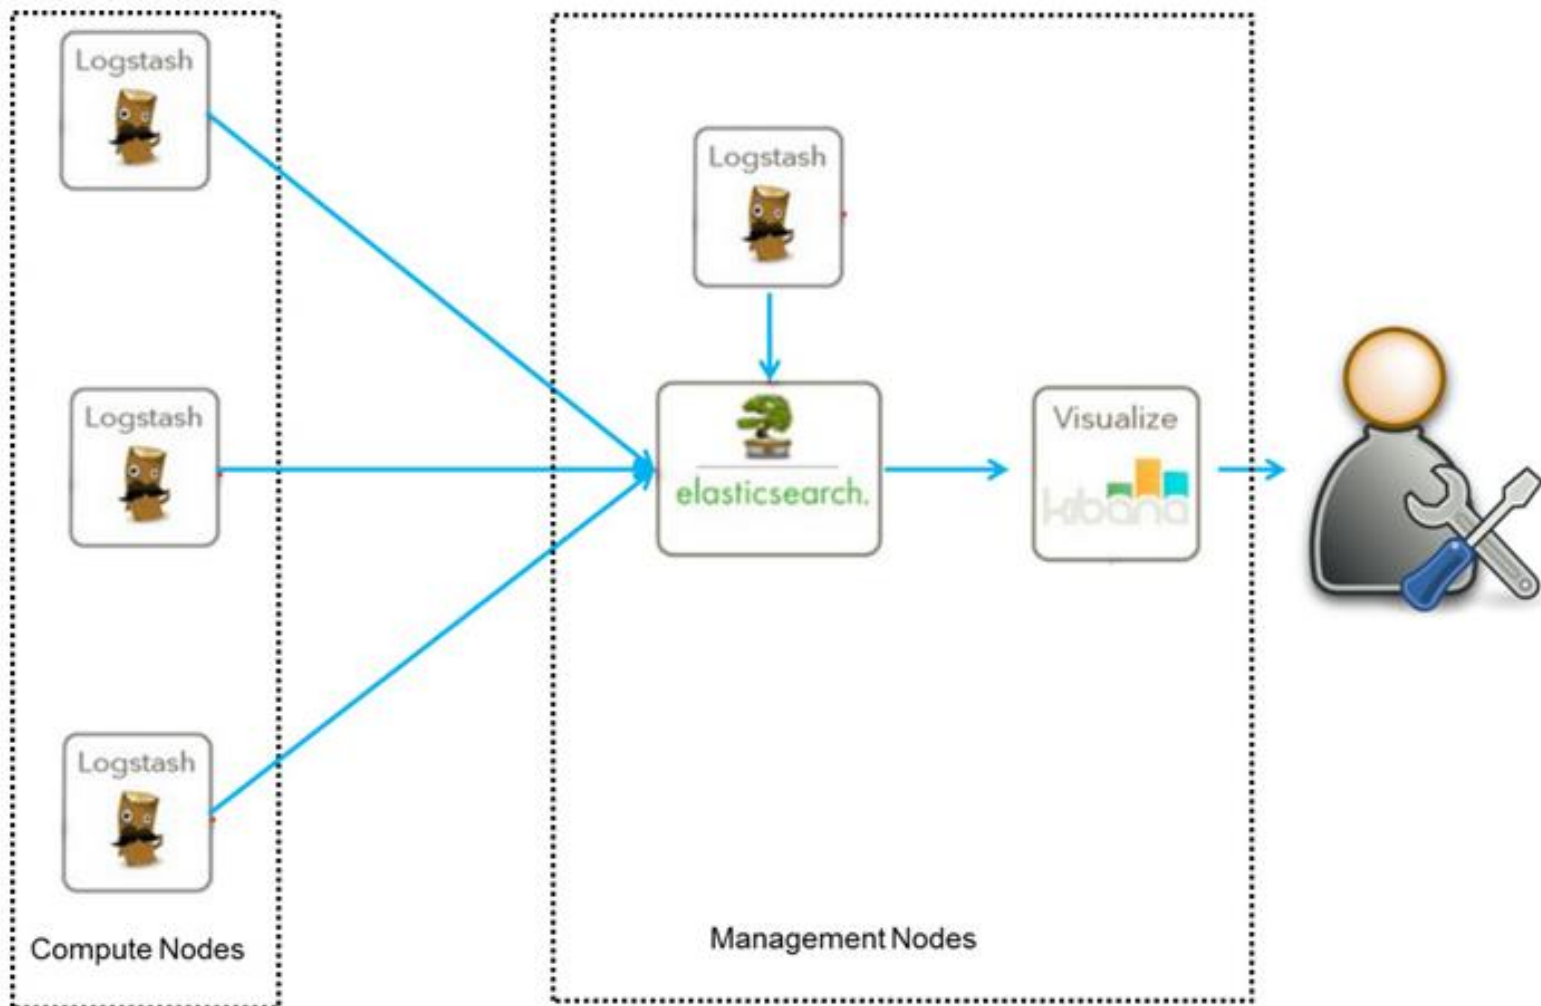 Logstash
Logstash
Logstash
Compute Nodes
Logstash
elasticsearch.
Visualize
kibana
Management Nodes